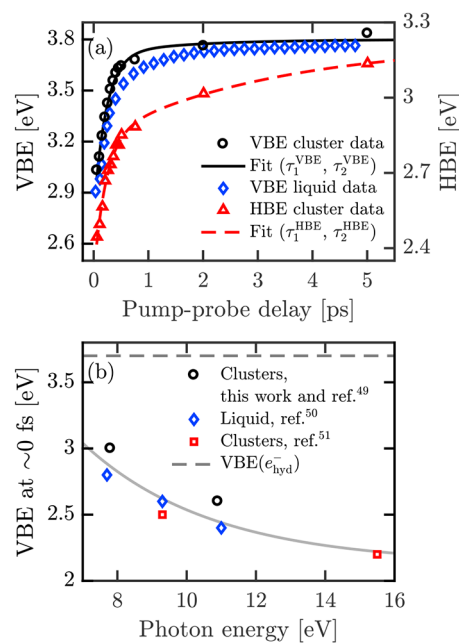 (a)
3.8
3.5
3.2
2.9
2.6
VBE [eV]
3.3
3
2.7
2.4
HBE [eV]
VBE cluster data
Fit (τ₁ⱽᴮᴱ, τ₂ⱽᴮᴱ)
VBE liquid data
HBE cluster data
Fit (τ₁ᴴᴮᴱ, τ₂ᴴᴮᴱ)
0 1 2 3 4 5
Pump-probe delay [ps]
(b)
3.5
3
2.5
2
VBE at ~0 fs [eV]
Clusters,
this work and ref.⁴⁹
Liquid, ref.⁵⁰
Clusters, ref.⁵¹
VBE(e⁻hyd)
8 10 12 14 16
Photon energy [eV]